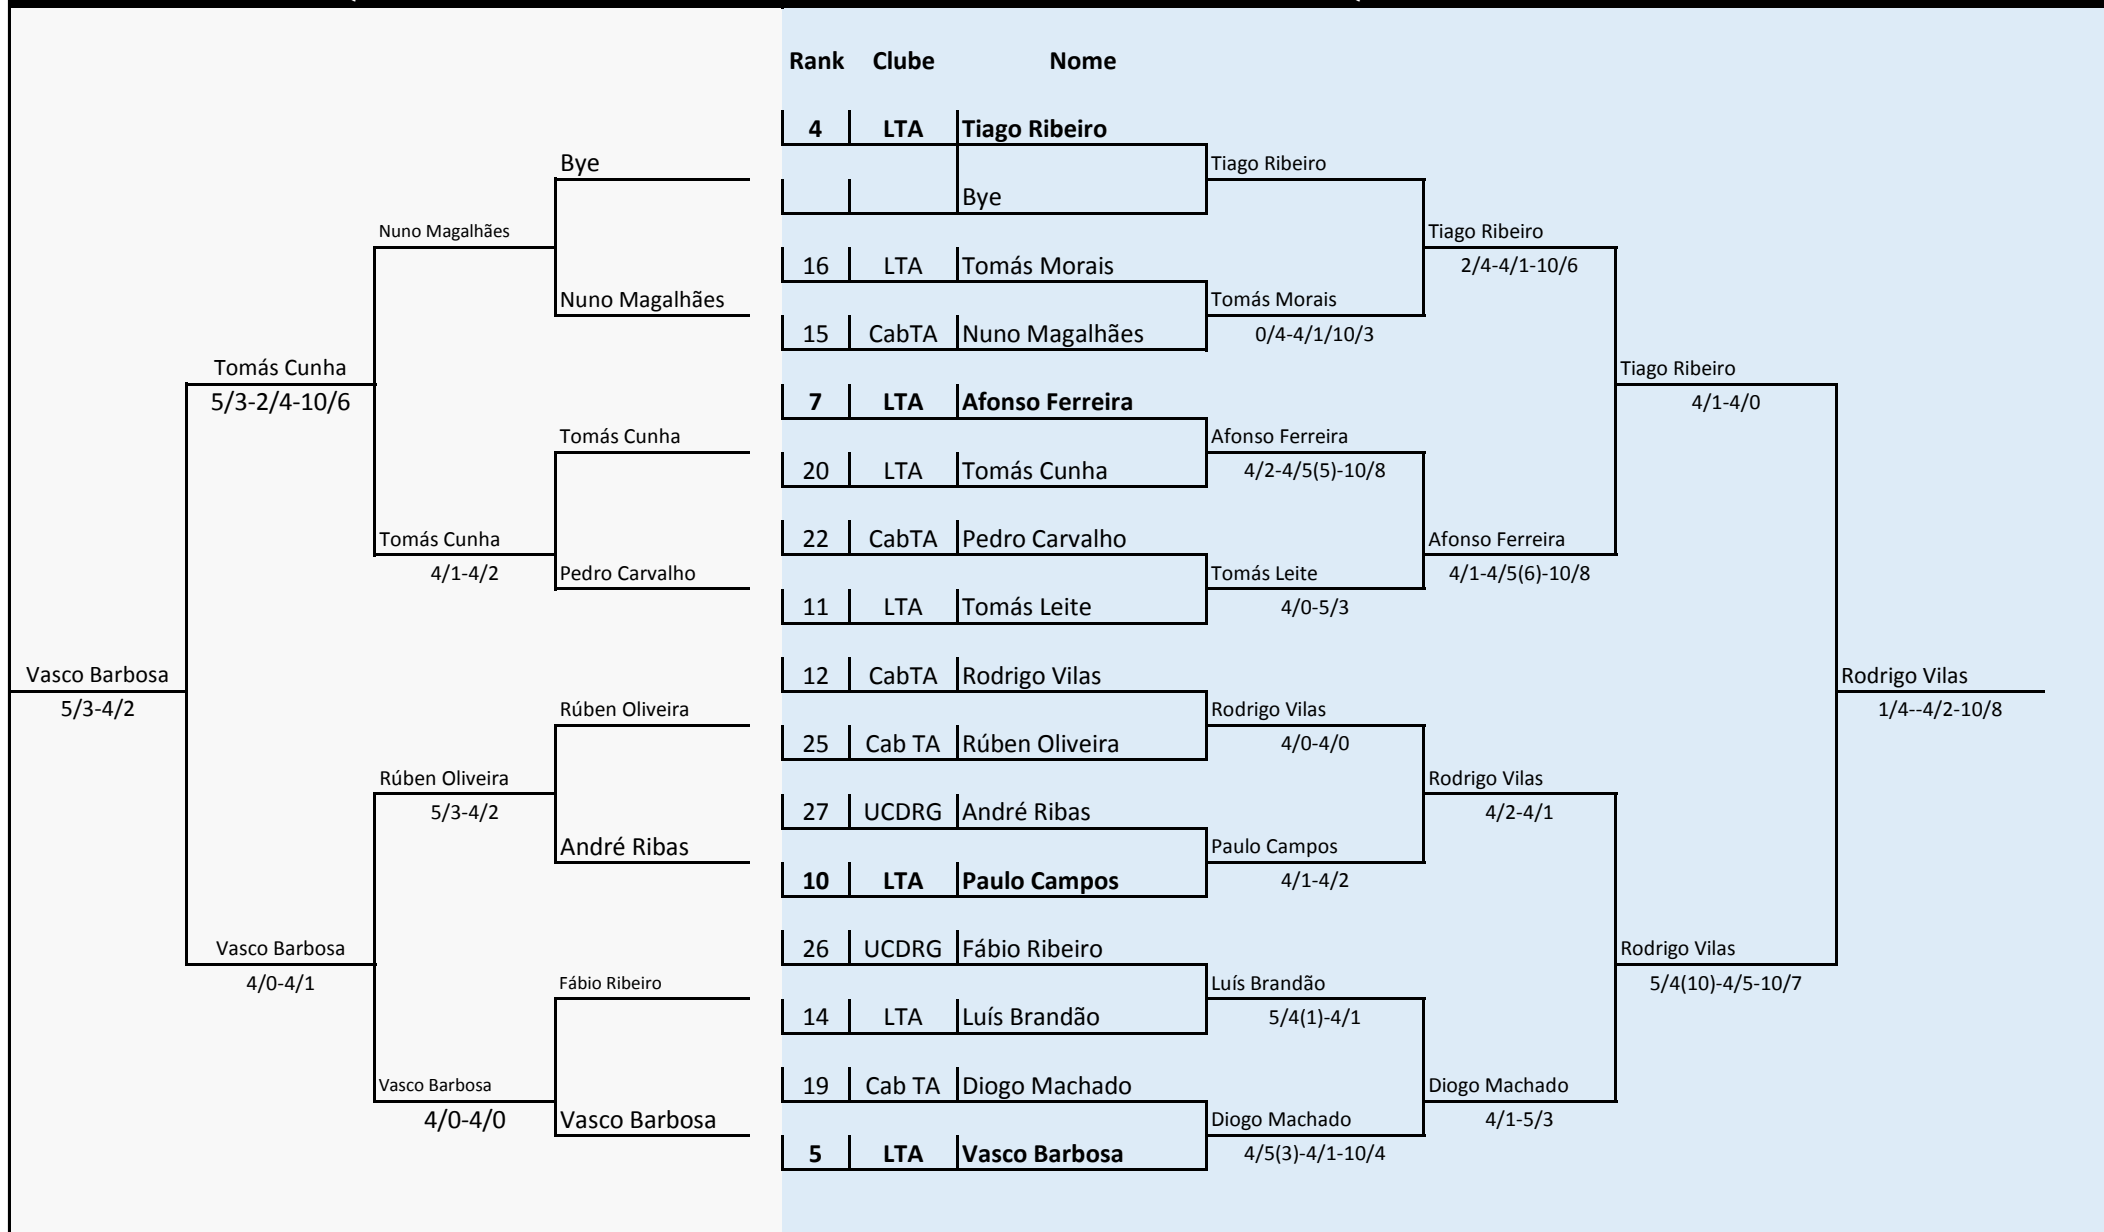 Rank Clube Nome
4 LTA Tiago Ribeiro
Bye Tiago Ribeiro
Bye
Nuno Magalhães Tiago Ribeiro
16 LTA Tomás Morais 2/4-4/1-10/6
Nuno Magalhães Tomás Morais
15 CabTA Nuno Magalhães 0/4-4/1/10/3
Tomás Cunha Tiago Ribeiro
5/3-2/4-10/6 7 LTA Afonso Ferreira 4/1-4/0
Tomás Cunha Afonso Ferreira
20 LTA Tomás Cunha 4/2-4/5(5)-10/8
Tomás Cunha 22 CabTA Pedro Carvalho Afonso Ferreira
4/1-4/2 Pedro Carvalho Tomás Leite 4/1-4/5(6)-10/8
11 LTA Tomás Leite 4/0-5/3
Vasco Barbosa 12 CabTA Rodrigo Vilas Rodrigo Vilas
5/3-4/2 Rúben Oliveira Rodrigo Vilas 1/4--4/2-10/8
25 Cab TA Rúben Oliveira 4/0-4/0
Rúben Oliveira Rodrigo Vilas
5/3-4/2 27 UCDRG André Ribas 4/2-4/1
André Ribas Paulo Campos
10 LTA Paulo Campos 4/1-4/2
Vasco Barbosa 26 UCDRG Fábio Ribeiro Rodrigo Vilas
4/0-4/1 Fábio Ribeiro Luís Brandão 5/4(10)-4/5-10/7
14 LTA Luís Brandão 5/4(1)-4/1
Vasco Barbosa 19 Cab TA Diogo Machado Diogo Machado
4/0-4/0 Vasco Barbosa Diogo Machado 4/1-5/3
5 LTA Vasco Barbosa 4/5(3)-4/1-10/4